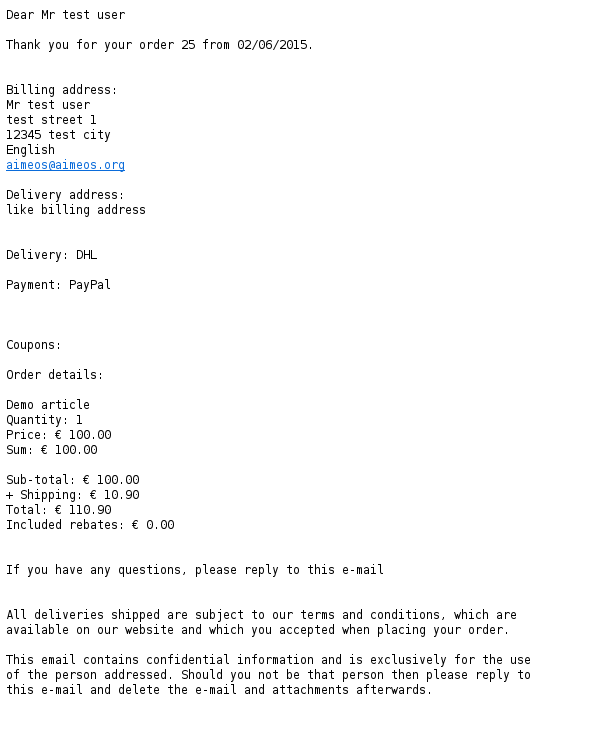 Dear Mr test user
Thank you for your order 25 from 02/06/2015.
Billing address:
Mr test user
test street 1
12345 test city
English
aimeos@aimeos.org
Delivery address:
like billing address
Delivery: DHL
Payment: PayPal
Coupons:
Order details:
Demo article
Quantity: 1
Price: € 100.00
Sum: € 100.00
Sub-total: € 100.00
+ Shipping: € 10.90
Total: € 110.90
Included rebates: € 0.00
If you have any questions, please reply to this e-mail
All deliveries shipped are subject to our terms and conditions, which are
available on our website and which you accepted when placing your order.
This email contains confidential information and is exclusively for the use
of the person addressed. Should you not be that person then please reply to
this e-mail and delete the e-mail and attachments afterwards.